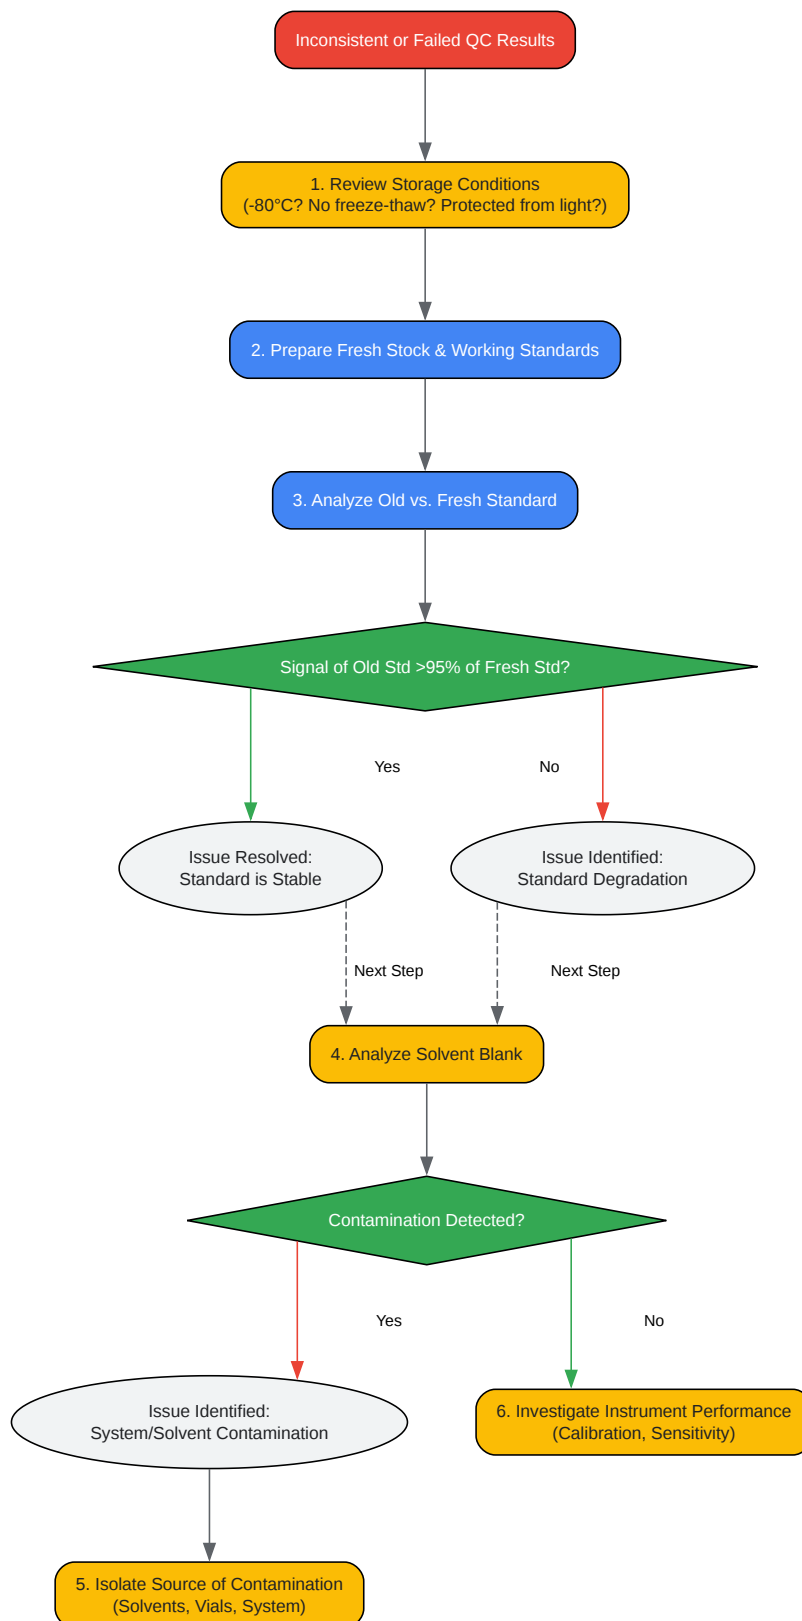 Inconsistent or Failed QC Results
1. Review Storage Conditions
(-80°C? No freeze-thaw? Protected from light?)
2. Prepare Fresh Stock & Working Standards
3. Analyze Old vs. Fresh Standard
Signal of Old Std >95% of Fresh Std?
Yes
No
Issue Resolved:
Standard is Stable
Issue Identified:
Standard Degradation
Next Step
Next Step
4. Analyze Solvent Blank
Contamination Detected?
Yes
No
Issue Identified:
System/Solvent Contamination
6. Investigate Instrument Performance
(Calibration, Sensitivity)
5. Isolate Source of Contamination
(Solvents, Vials, System)